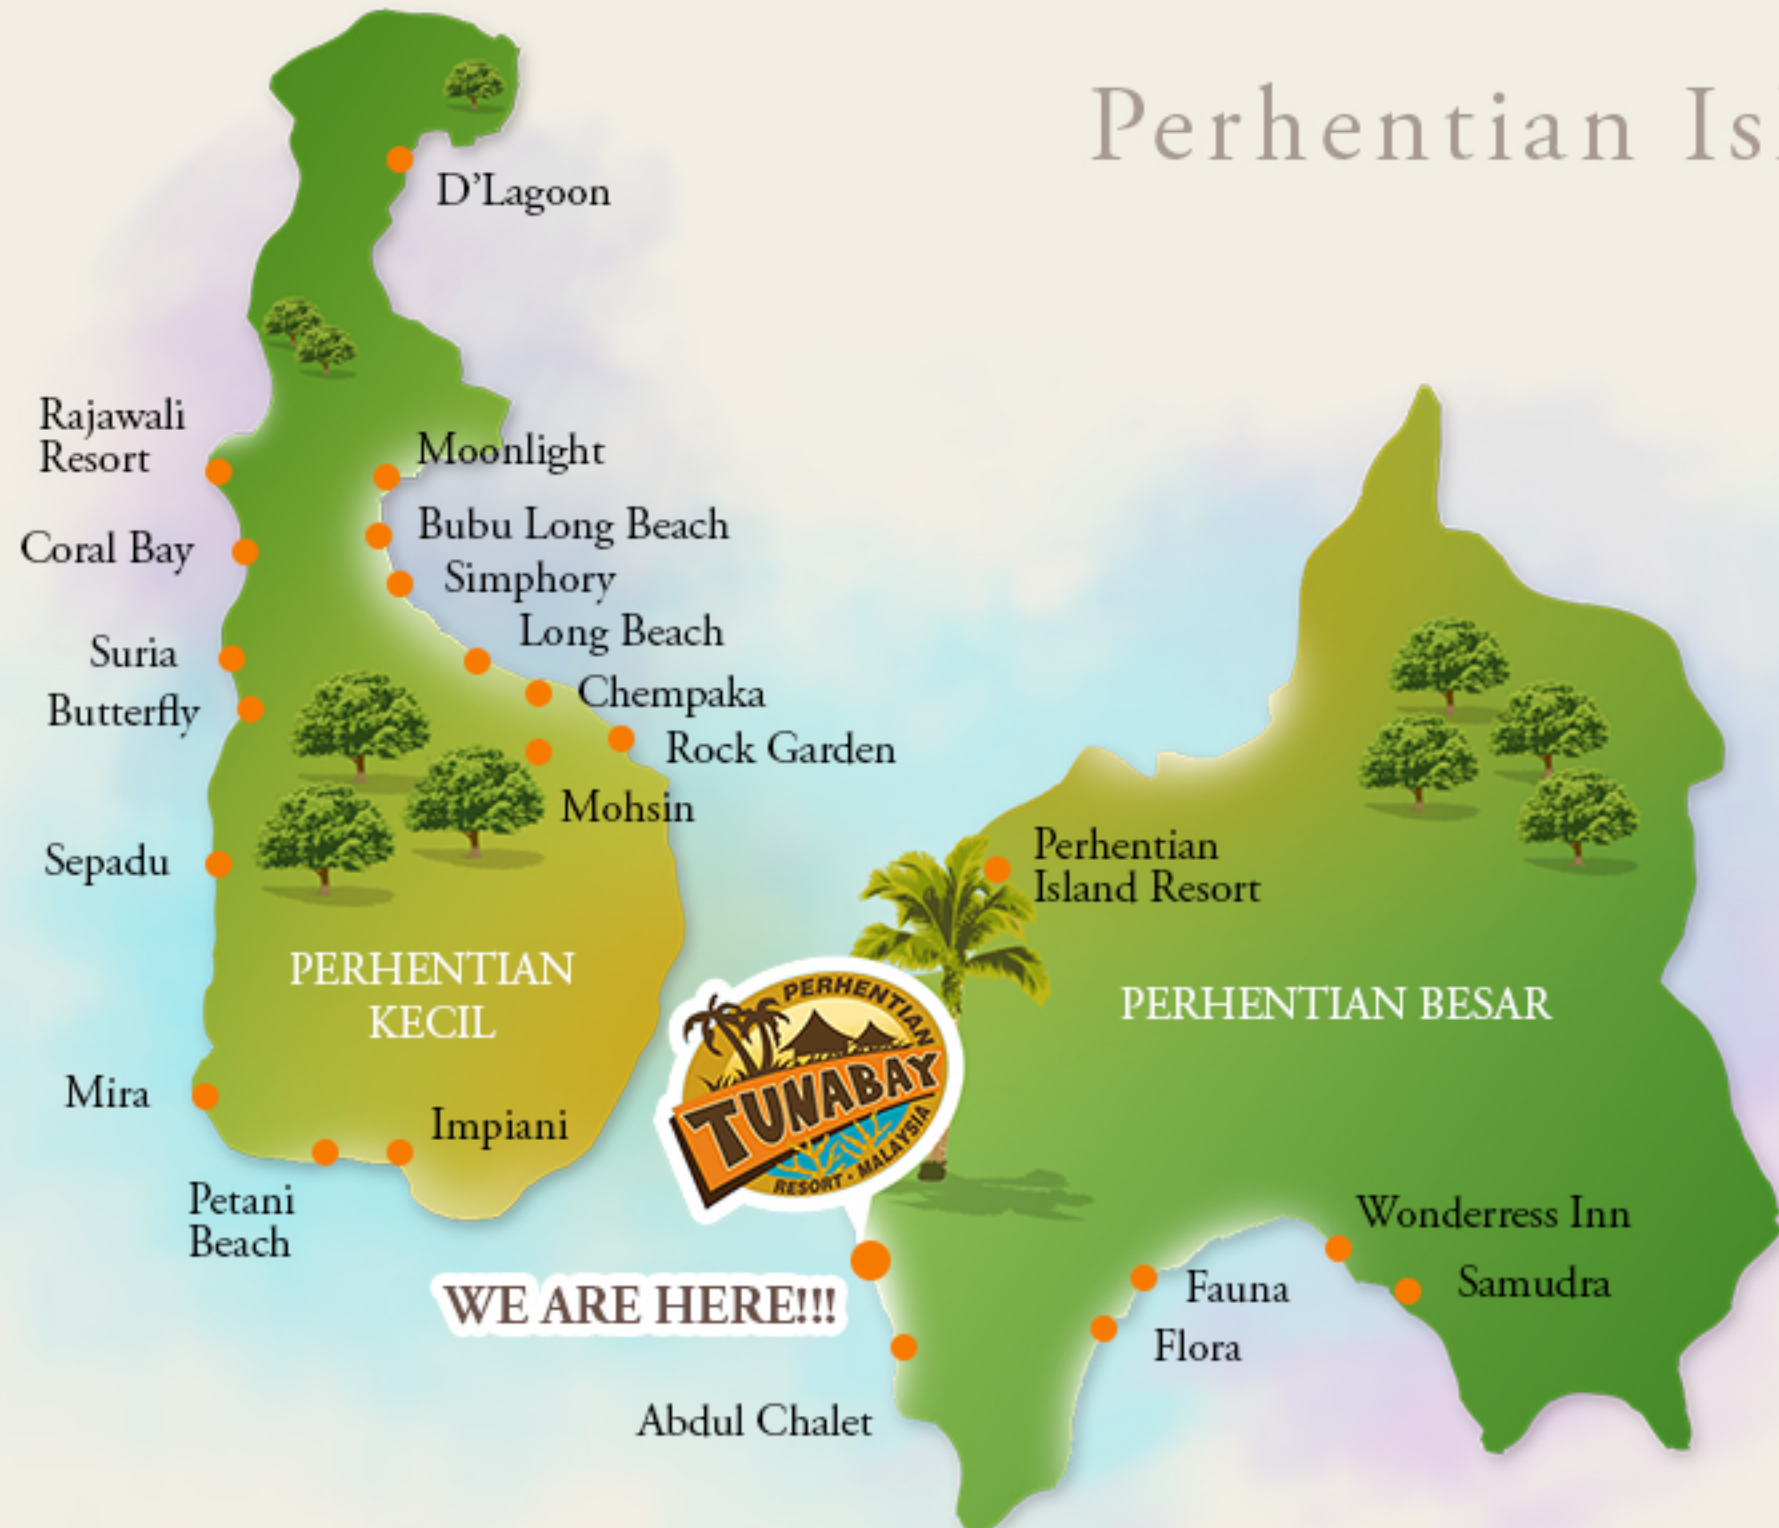 Perhentian Is
D'Lagoon
Rajawali
Resort
Moonlight
Coral Bay
Bubu Long Beach
Simphory
Long Beach
Suria
Butterfly
Chempaka
Rock Garden
Mohsin
Sepadu
Perhentian
Island Resort
PERHENTIAN
KECIL
PERHENTIAN BESAR
PERHENTIAN
TUNABAY
RESORT · MALAYSIA
Mira
Impiani
Petani
Beach
WE ARE HERE!!!
Wonderress Inn
Samudra
Fauna
Flora
Abdul Chalet